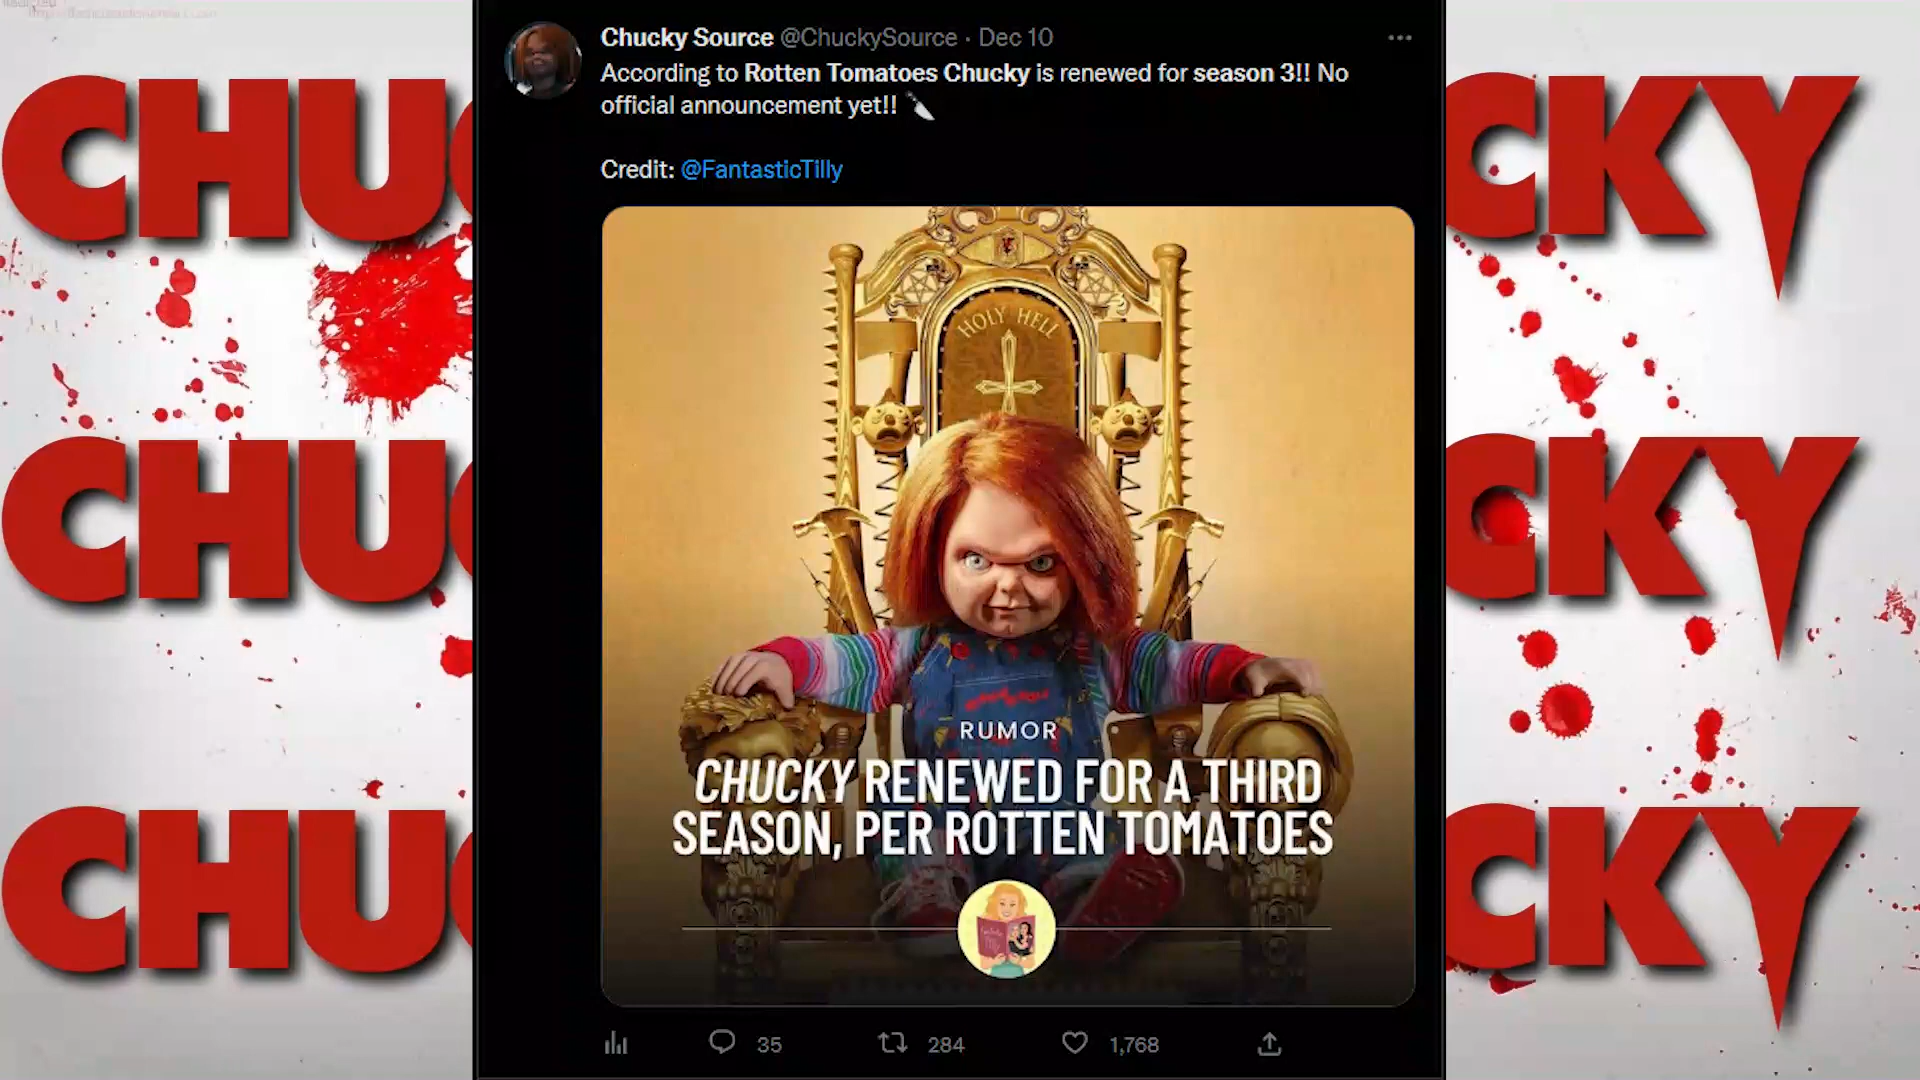 CHUCKY
Chucky Source @ChuckySource · Dec 10
According to Rotten Tomatoes Chucky is renewed for season 3!! No
official announcement yet!!
Credit: @FantasticTilly
HOLY HELL
RUMOR
CHUCKY RENEWED FOR A THIRD
SEASON, PER ROTTEN TOMATOES
35 284 1,768
CHU CKY
CHU CKY